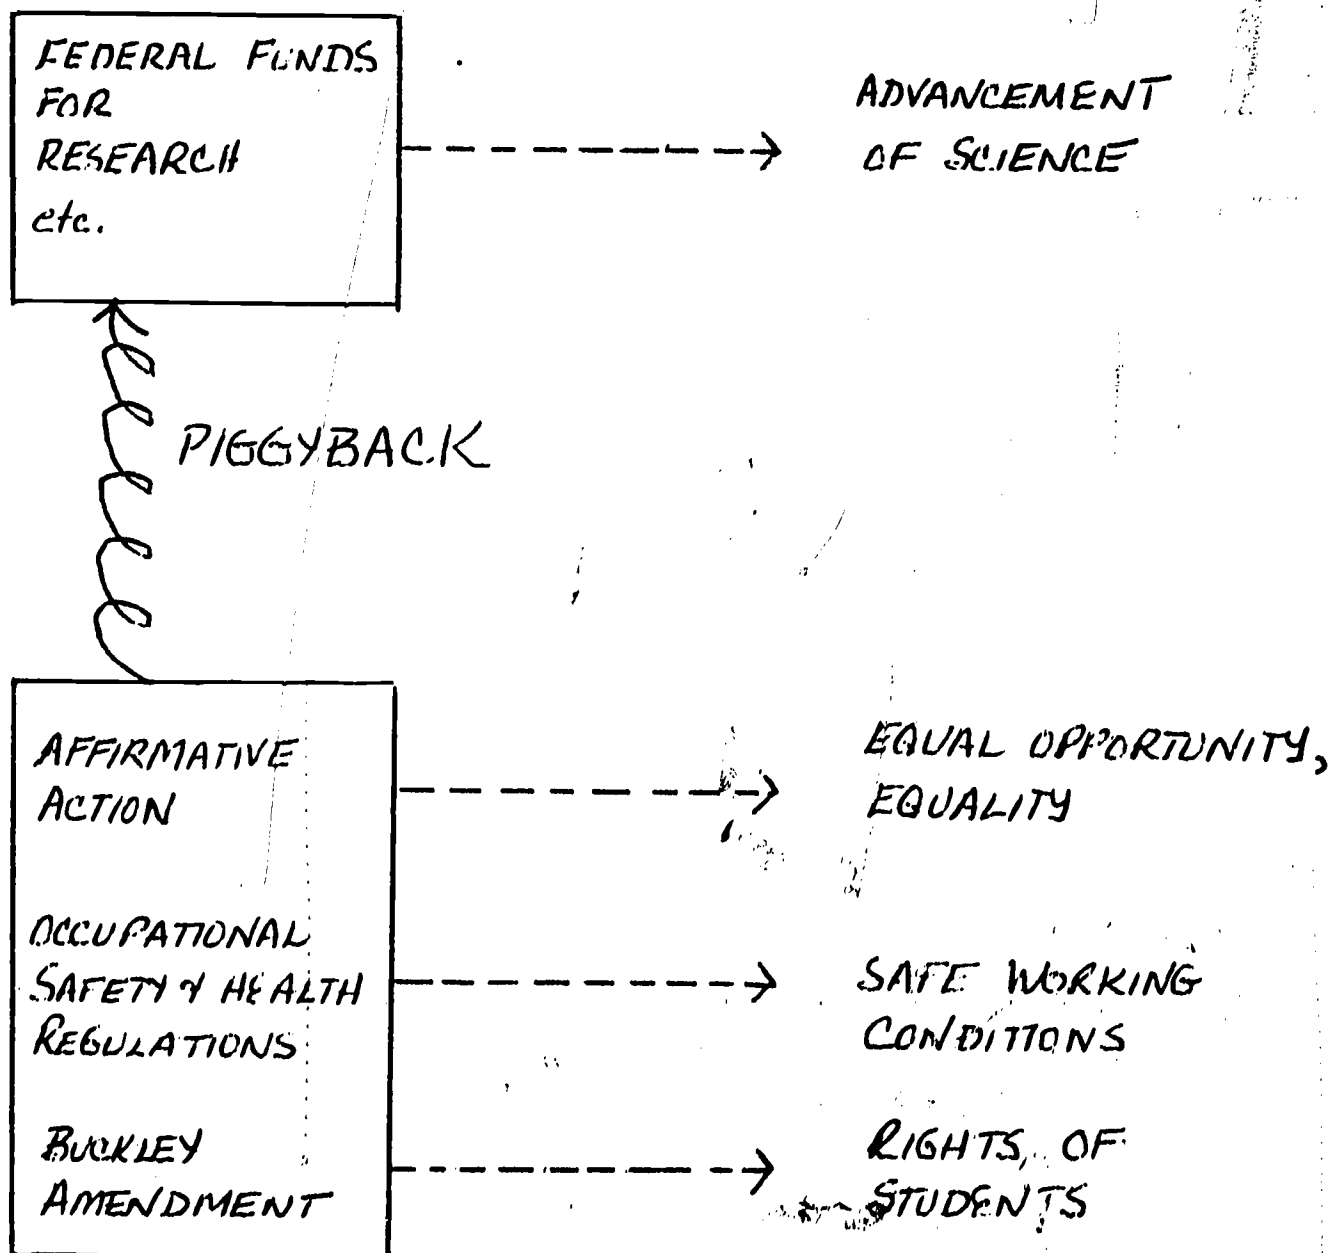 FEDERAL FUNDS
FOR
RESEARCH
etc.
ADVANCEMENT
OF SCIENCE
PIGGYBACK
AFFIRMATIVE
ACTION
EQUAL OPPORTUNITY,
EQUALITY
OCCUPATIONAL
SAFETY & HEALTH
REGULATIONS
SAFE WORKING
CONDITIONS
BUCKLEY
AMENDMENT
RIGHTS OF
STUDENTS